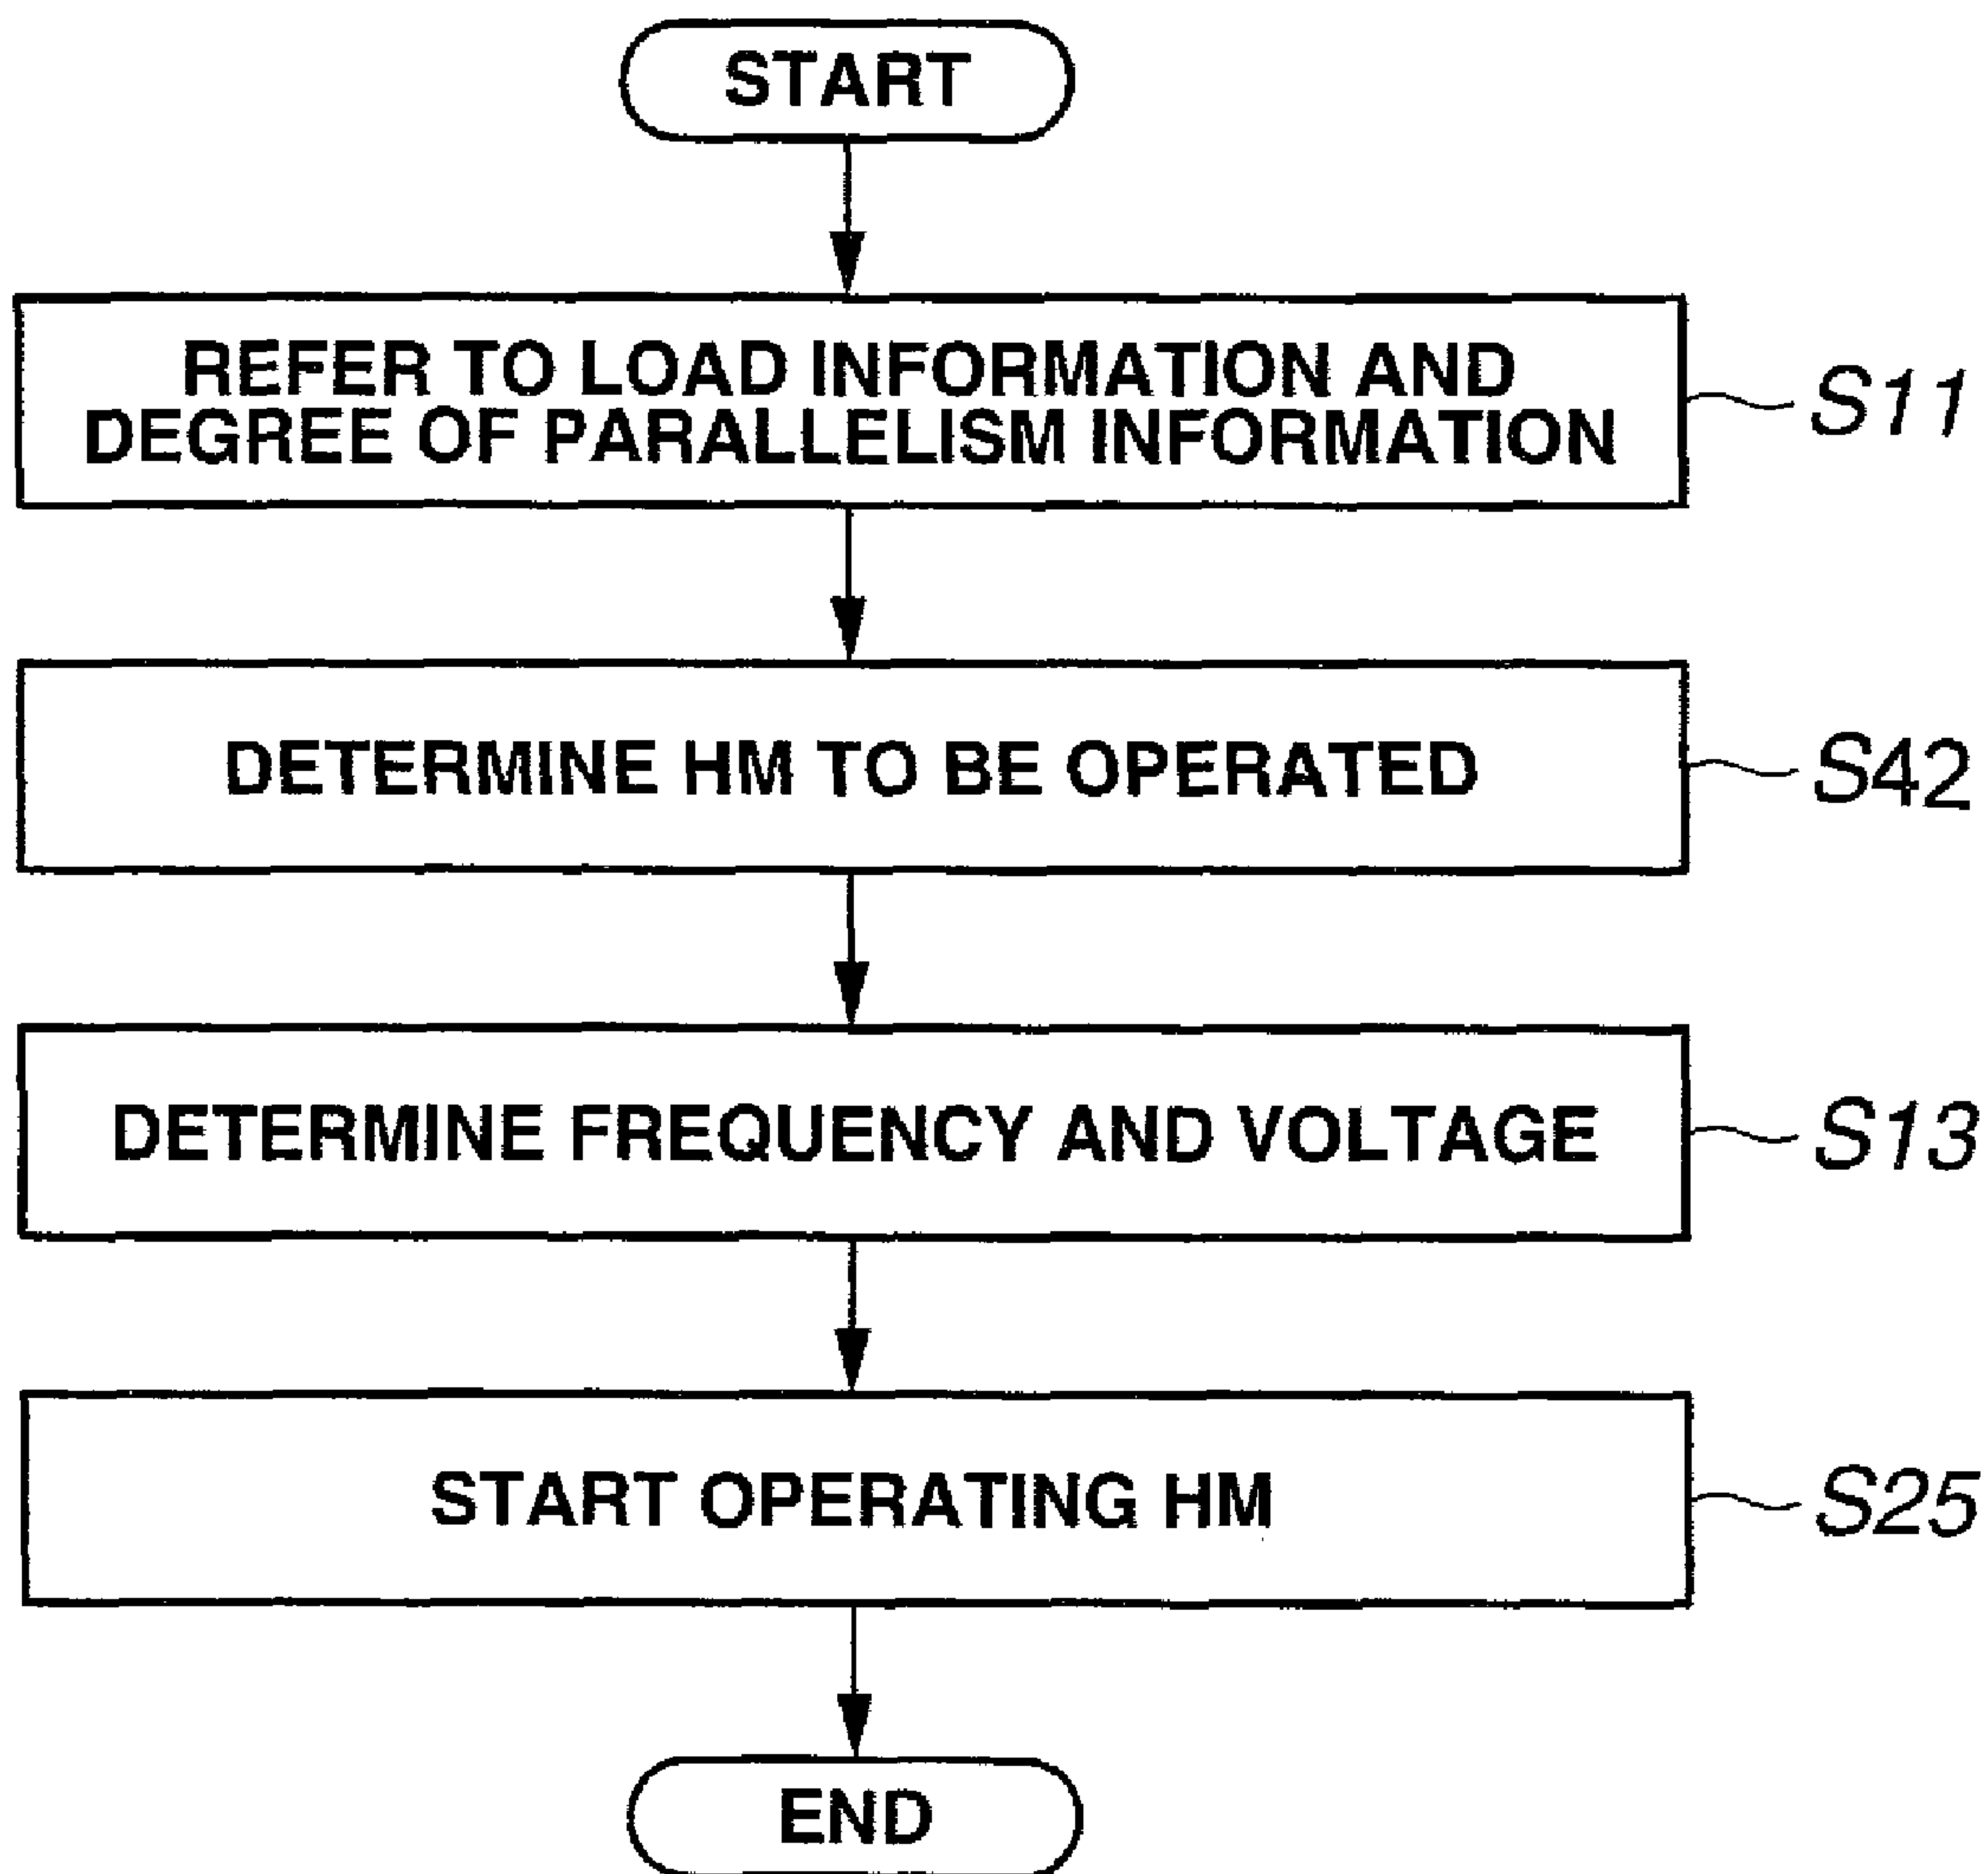 START
REFER TO LOAD INFORMATION AND
DEGREE OF PARALLELISM INFORMATION
S11
DETERMINE HM TO BE OPERATED
S42
DETERMINE FREQUENCY AND VOLTAGE
S13
START OPERATING HM
S25
END